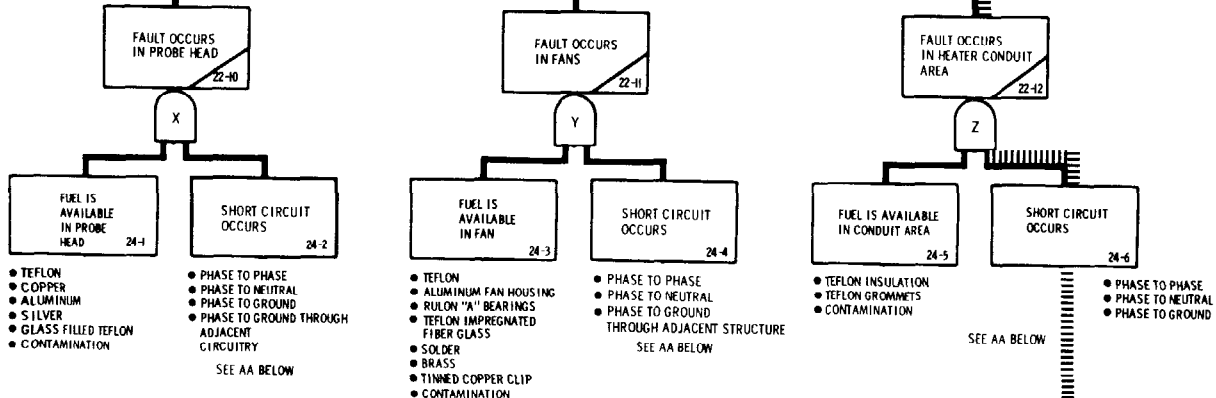 FAULT OCCURS
IN PROBE HEAD
22-10
X
FUEL IS
AVAILABLE
IN PROBE
HEAD
24-1
SHORT CIRCUIT
OCCURS
24-2
● TEFLON
● COPPER
● ALUMINUM
● SILVER
● GLASS FILLED TEFLON
● CONTAMINATION
● PHASE TO PHASE
● PHASE TO NEUTRAL
● PHASE TO GROUND
● PHASE TO GROUND THROUGH
ADJACENT
CIRCUITRY
SEE AA BELOW
FAULT OCCURS
IN FANS
22-11
Y
FUEL IS
AVAILABLE
IN FAN
24-3
SHORT CIRCUIT
OCCURS
24-4
● TEFLON
● ALUMINUM FAN HOUSING
● RULON "A" BEARINGS
● TEFLON IMPREGNATED
FIBER GLASS
● SOLDER
● BRASS
● TINNED COPPER CLIP
● CONTAMINATION
● PHASE TO PHASE
● PHASE TO NEUTRAL
● PHASE TO GROUND
THROUGH ADJACENT STRUCTURE
SEE AA BELOW
FAULT OCCURS
IN HEATER CONDUIT
AREA
22-12
Z
FUEL IS AVAILABLE
IN CONDUIT AREA
24-5
SHORT CIRCUIT
OCCURS
24-6
● TEFLON INSULATION
● TEFLON GROMMETS
● CONTAMINATION
● PHASE TO PHASE
● PHASE TO NEUTRAL
● PHASE TO GROUND
SEE AA BELOW